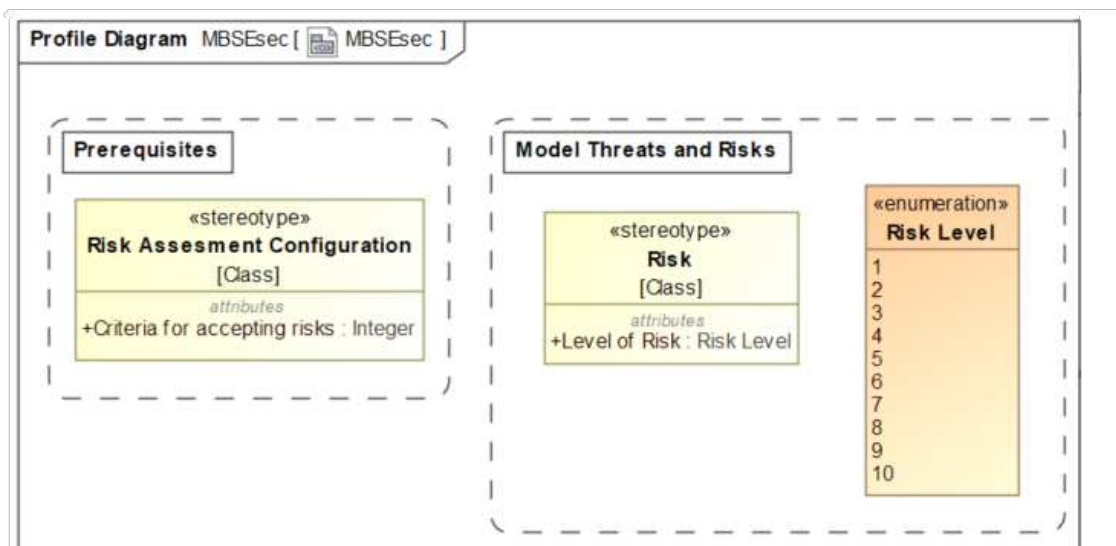 Profile Diagram MBSEsec [ MBSEsec ]
Prerequisites
«stereotype»
Risk Assesment Configuration
[Class]
attributes
+Criteria for accepting risks : Integer
Model Threats and Risks
«stereotype»
Risk
[Class]
attributes
+Level of Risk : Risk Level
«enumeration»
Risk Level
1
2
3
4
5
6
7
8
9
10